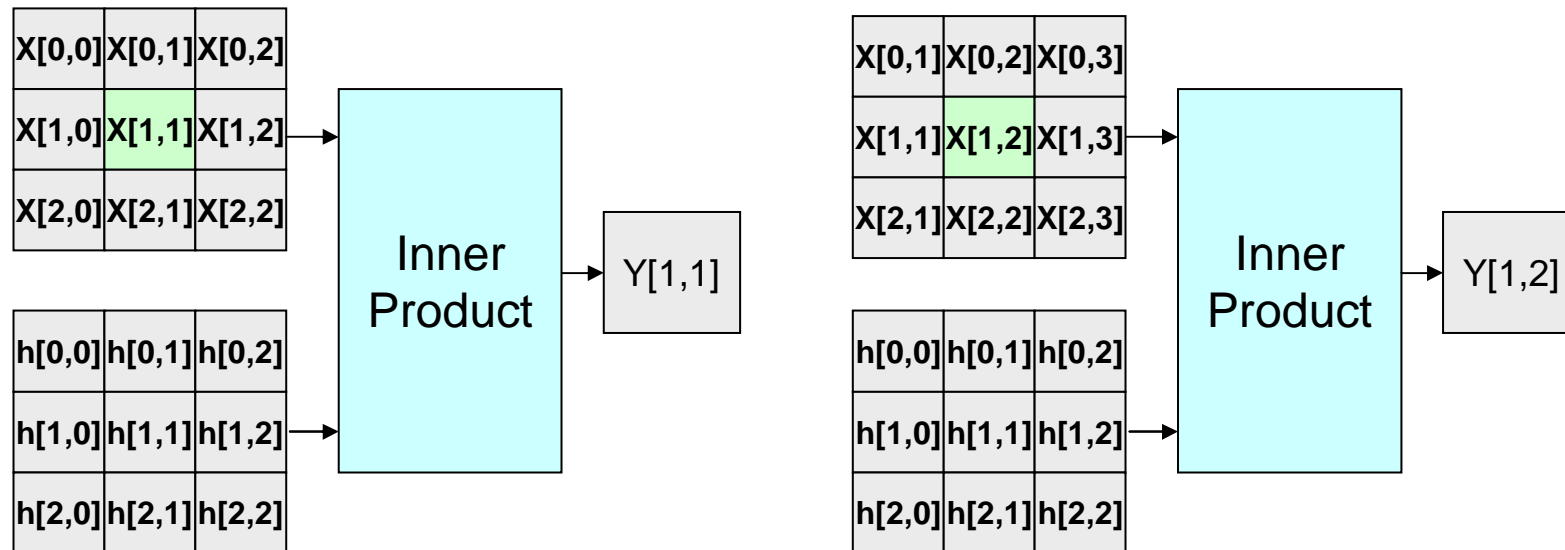 X[0,0] X[0,1] X[0,2]
X[1,0] X[1,1] X[1,2]
X[2,0] X[2,1] X[2,2]
h[0,0] h[0,1] h[0,2]
h[1,0] h[1,1] h[1,2]
h[2,0] h[2,1] h[2,2]
Inner
Product
Y[1,1]
X[0,1] X[0,2] X[0,3]
X[1,1] X[1,2] X[1,3]
X[2,1] X[2,2] X[2,3]
h[0,0] h[0,1] h[0,2]
h[1,0] h[1,1] h[1,2]
h[2,0] h[2,1] h[2,2]
Inner
Product
Y[1,2]